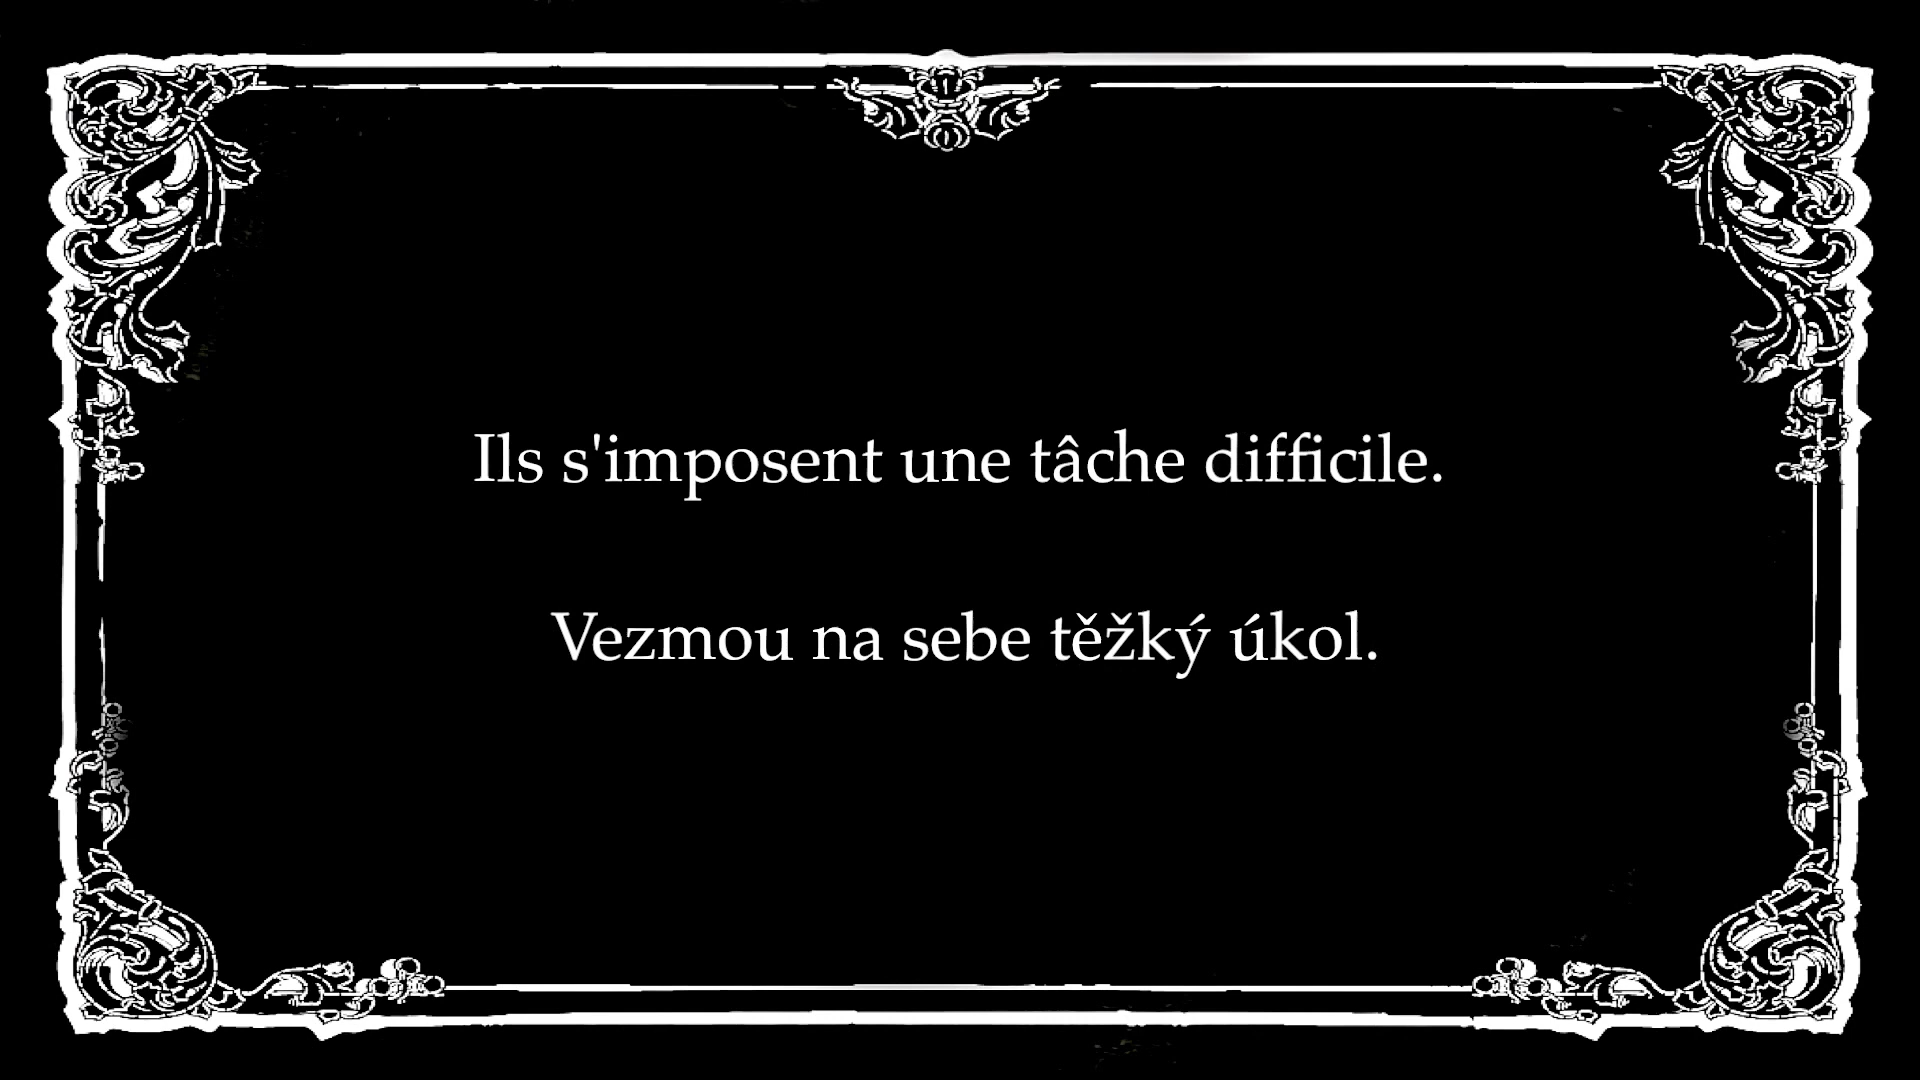 Ils s'imposent une tâche difficile.
Vezmou na sebe těžký úkol.